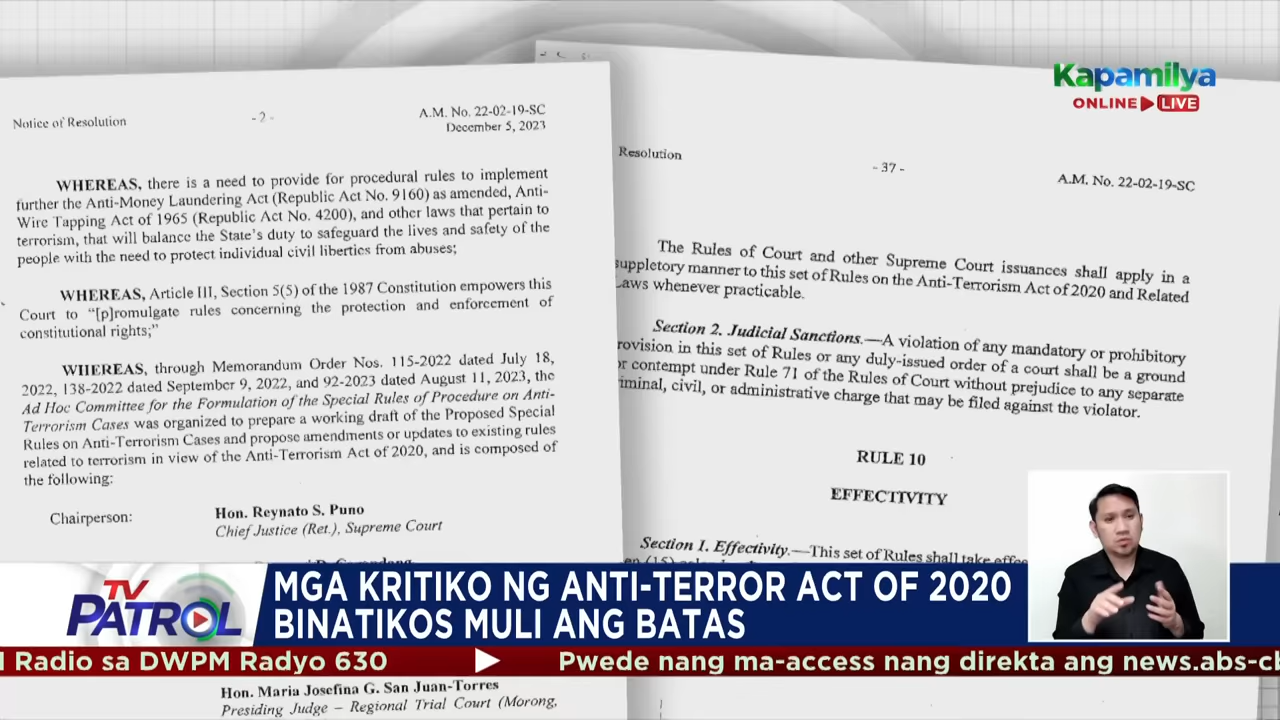 Notice of Resolution
- 2 -
A.M. No. 22-02-19-SC
December 5, 2023
WHEREAS, there is a need to provide for procedural rules to implement
further the Anti-Money Laundering Act (Republic Act No. 9160) as amended, Anti-
Wire Tapping Act of 1965 (Republic Act No. 4200), and other laws that pertain to
terrorism, that will balance the State's duty to safeguard the lives and safety of the
people with the need to protect individual civil liberties from abuses;
WHEREAS, Article III, Section 5(5) of the 1987 Constitution empowers this
Court to "[p]romulgate rules concerning the protection and enforcement of
constitutional rights;"
WHEREAS, through Memorandum Order Nos. 115-2022 dated July 18,
2022, 138-2022 dated September 9, 2022, and 92-2023 dated August 11, 2023, the
Ad Hoc Committee for the Formulation of the Special Rules of Procedure on Anti-
Terrorism Cases was organized to prepare a working draft of the Proposed Special
Rules on Anti-Terrorism Cases and propose amendments or updates to existing rules
related to terrorism in view of the Anti-Terrorism Act of 2020, and is composed of
the following:
Chairperson:
Hon. Reynato S. Puno
Chief Justice (Ret.), Supreme Court
Hon. Maria Josefina G. San Juan-Torres
Presiding Judge – Regional Trial Court (Morong,
Resolution
- 37 -
A.M. No. 22-02-19-SC
The Rules of Court and other Supreme Court issuances shall apply in a
suppletory manner to this set of Rules on the Anti-Terrorism Act of 2020 and Related
Laws whenever practicable.
Section 2. Judicial Sanctions.—A violation of any mandatory or prohibitory
rovision in this set of Rules or any duly-issued order of a court shall be a ground
or contempt under Rule 71 of the Rules of Court without prejudice to any separate
riminal, civil, or administrative charge that may be filed against the violator.
RULE 10
EFFECTIVITY
Section 1. Effectivity.—This set of Rules shall take effe
Kapamilya
ONLINE LIVE
TV PATROL
MGA KRITIKO NG ANTI-TERROR ACT OF 2020
BINATIKOS MULI ANG BATAS
Radio sa DWPM Radyo 630
Pwede nang ma-access nang direkta ang news.abs-cb